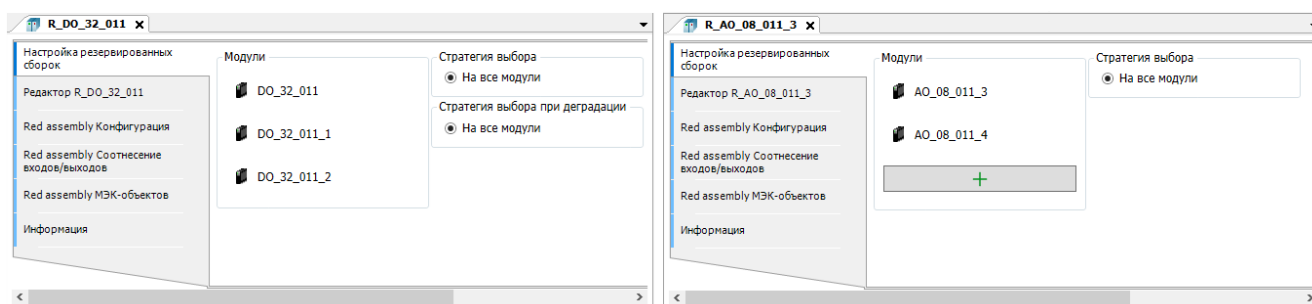 R_DO_32_011
Настройка резервированных
сборок
Редактор R_DO_32_011
Red assembly Конфигурация
Red assembly Соотнесение
входов/выходов
Red assembly МЭК-объектов
Информация
Модули
DO_32_011
DO_32_011_1
DO_32_011_2
Стратегия выбора
На все модули
Стратегия выбора при деградации
На все модули
R_AO_08_011_3
Настройка резервированных
сборок
Редактор R_AO_08_011_3
Red assembly Конфигурация
Red assembly Соотнесение
входов/выходов
Red assembly МЭК-объектов
Информация
Модули
AO_08_011_3
AO_08_011_4
Стратегия выбора
На все модули